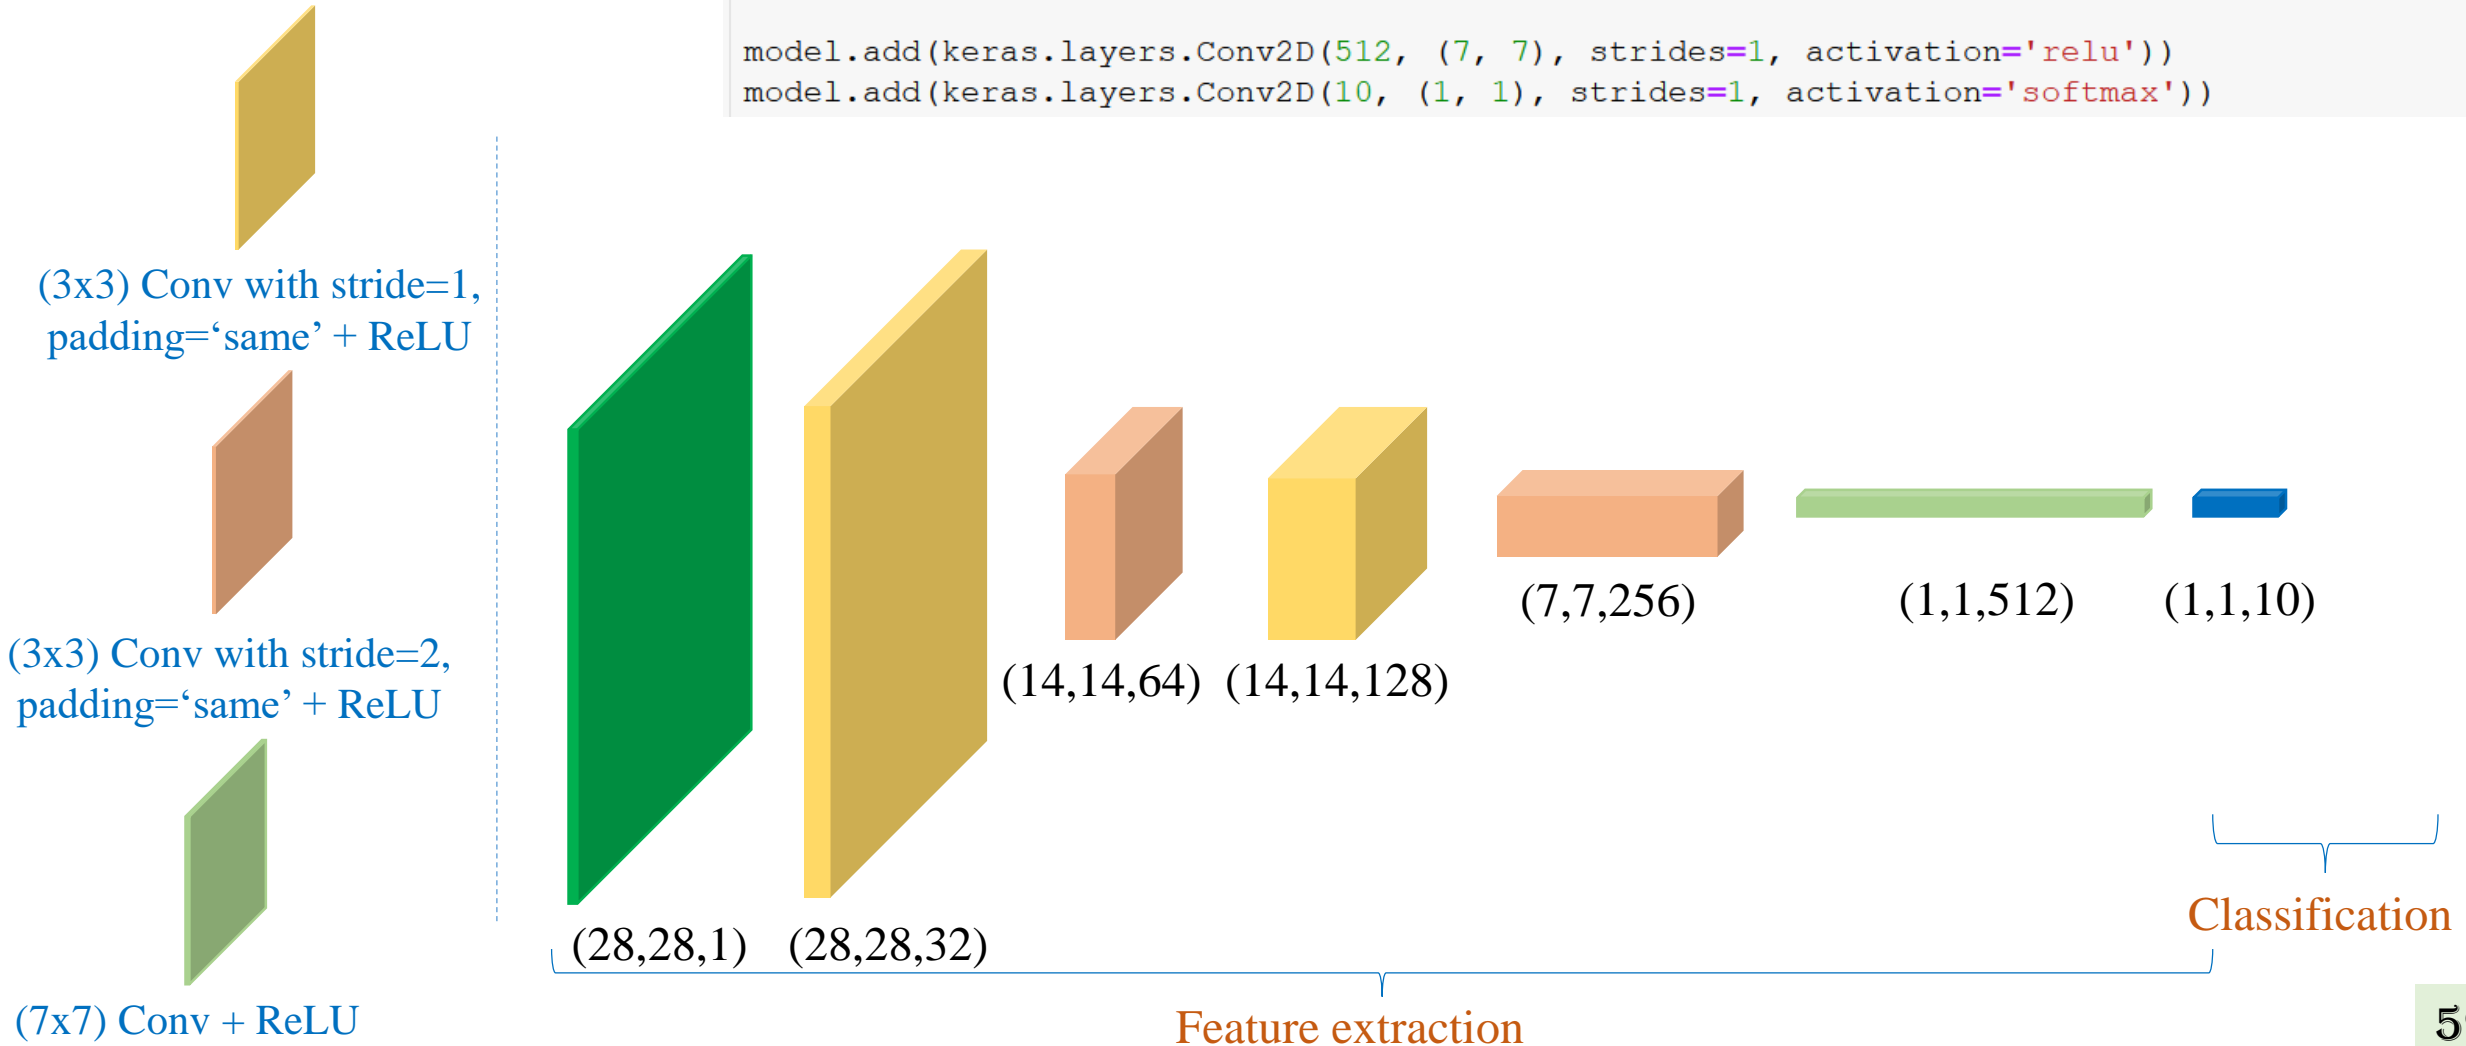 model.add(keras.layers.Conv2D(512, (7, 7), strides=1, activation='relu'))
model.add(keras.layers.Conv2D(10, (1, 1), strides=1, activation='softmax'))
(3x3) Conv with stride=1,
padding=‘same’ + ReLU
(3x3) Conv with stride=2,
padding=‘same’ + ReLU
(7x7) Conv + ReLU
(28,28,1)
(28,28,32)
(14,14,64)
(14,14,128)
(7,7,256)
(1,1,512)
(1,1,10)
Feature extraction
Classification